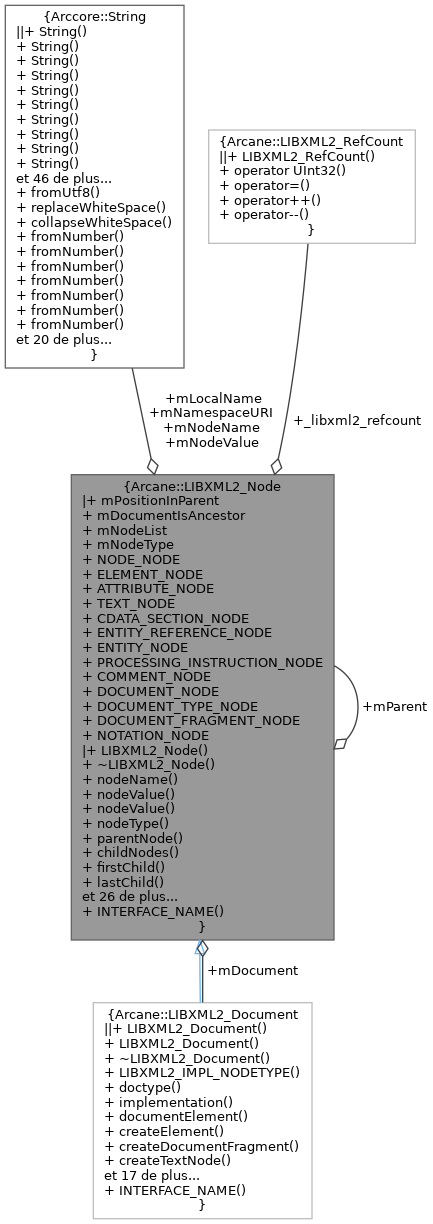 {Arccore::String
||+ String()
+ String()
+ String()
+ String()
+ String()
+ String()
+ String()
+ String()
+ String()
+ String()
et 46 de plus...
+ fromUtf8()
+ replaceWhiteSpace()
+ collapseWhiteSpace()
+ fromNumber()
+ fromNumber()
+ fromNumber()
+ fromNumber()
+ fromNumber()
+ fromNumber()
+ fromNumber()
et 20 de plus...
}
{Arcane::LIBXML2_RefCount
||+ LIBXML2_RefCount()
+ operator UInt32()
+ operator=()
+ operator++()
+ operator--()
}
+mLocalName
+mNamespaceURI
+mNodeName
+mNodeValue
+_libxml2_refcount
{Arcane::LIBXML2_Node
|+ mPositionInParent
+ mDocumentIsAncestor
+ mNodeList
+ mNodeType
+ NODE_NODE
+ ELEMENT_NODE
+ ATTRIBUTE_NODE
+ TEXT_NODE
+ CDATA_SECTION_NODE
+ ENTITY_REFERENCE_NODE
+ ENTITY_NODE
+ PROCESSING_INSTRUCTION_NODE
+ COMMENT_NODE
+ DOCUMENT_NODE
+ DOCUMENT_TYPE_NODE
+ DOCUMENT_FRAGMENT_NODE
+ NOTATION_NODE
|+ LIBXML2_Node()
+ ~LIBXML2_Node()
+ nodeName()
+ nodeValue()
+ nodeValue()
+ nodeType()
+ parentNode()
+ childNodes()
+ firstChild()
+ lastChild()
et 26 de plus...
+ INTERFACE_NAME()
}
+mParent
+mDocument
{Arcane::LIBXML2_Document
||+ LIBXML2_Document()
+ LIBXML2_Document()
+ ~LIBXML2_Document()
+ LIBXML2_IMPL_NODETYPE()
+ doctype()
+ implementation()
+ documentElement()
+ createElement()
+ createDocumentFragment()
+ createTextNode()
et 17 de plus...
+ INTERFACE_NAME()
}